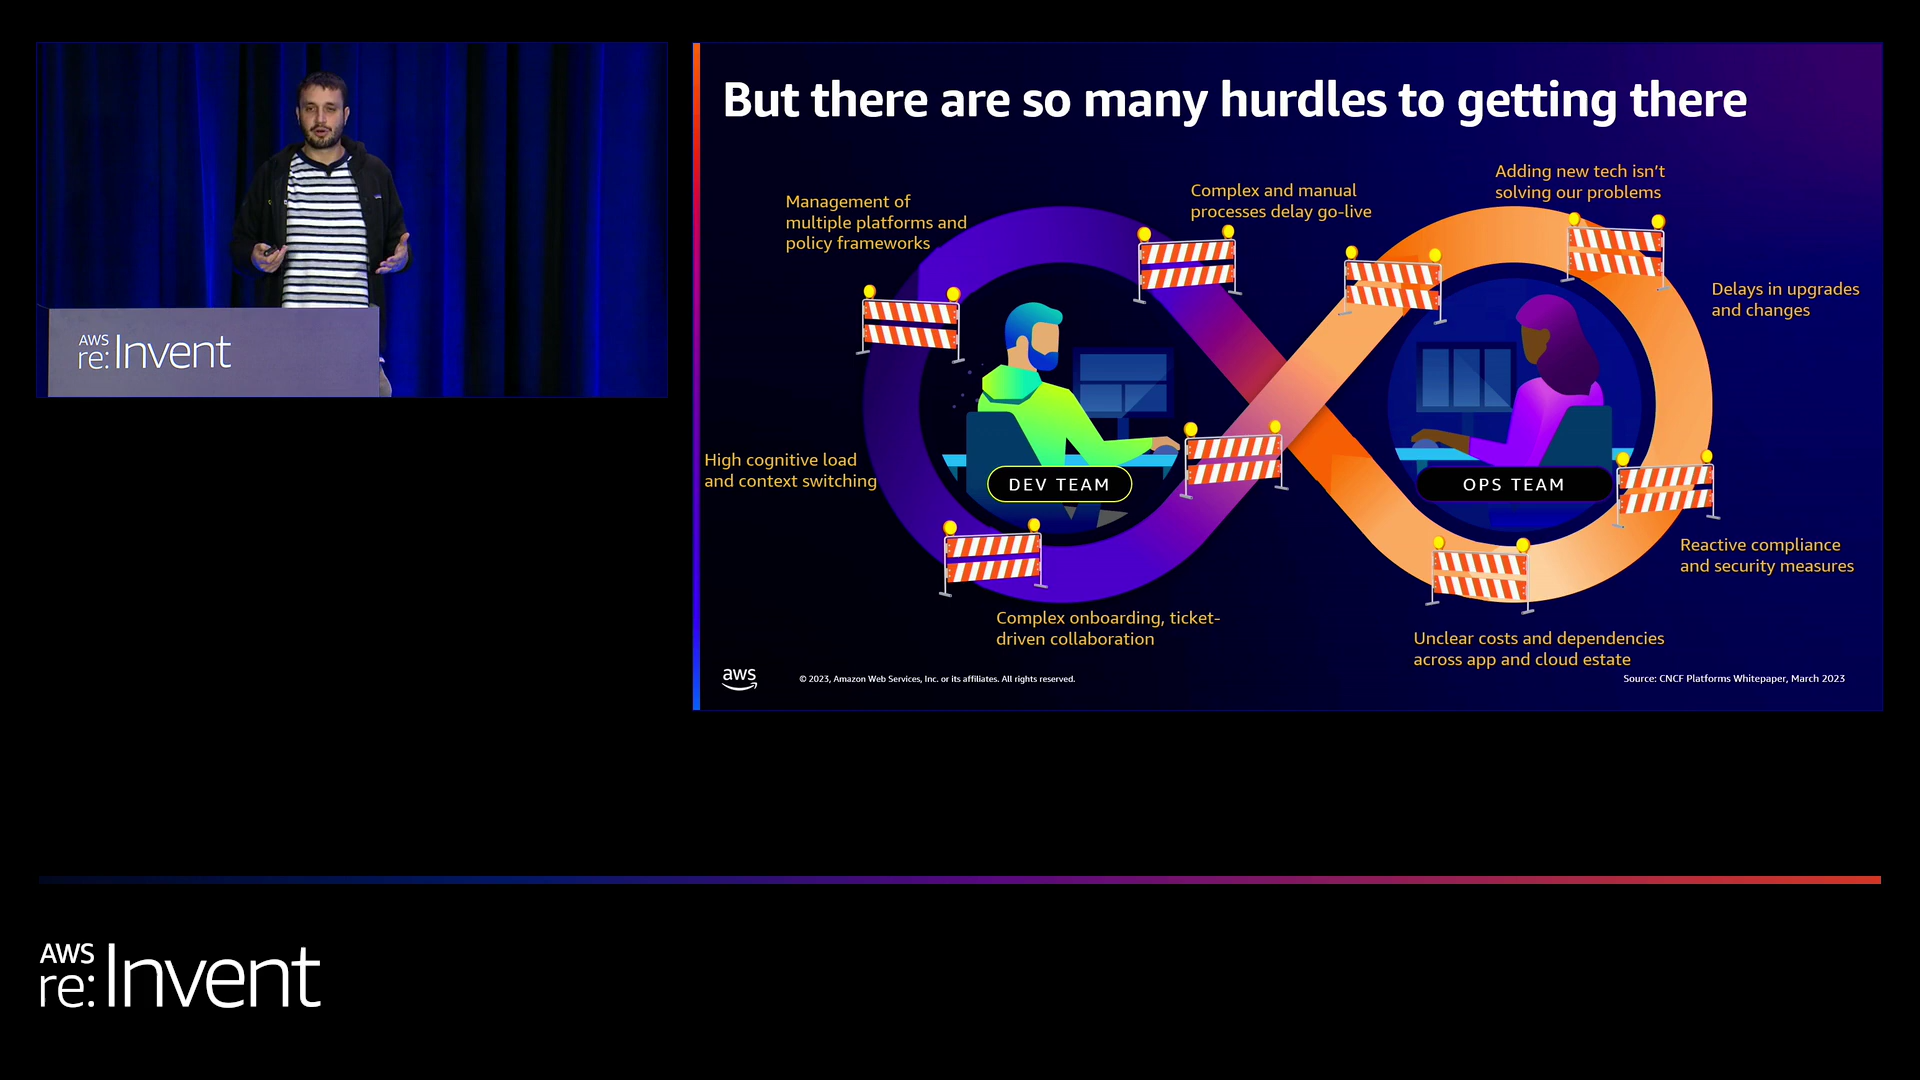 AWS
re:Invent
But there are so many hurdles to getting there
Management of
multiple platforms and
policy frameworks
Complex and manual
processes delay go-live
Adding new tech isn't
solving our problems
Delays in upgrades
and changes
High cognitive load
and context switching
DEV TEAM
OPS TEAM
Reactive compliance
and security measures
Complex onboarding, ticket-
driven collaboration
Unclear costs and dependencies
across app and cloud estate
aws
© 2023, Amazon Web Services, Inc. or its affiliates. All rights reserved.
Source: CNCF Platforms Whitepaper, March 2023
AWS
re:Invent